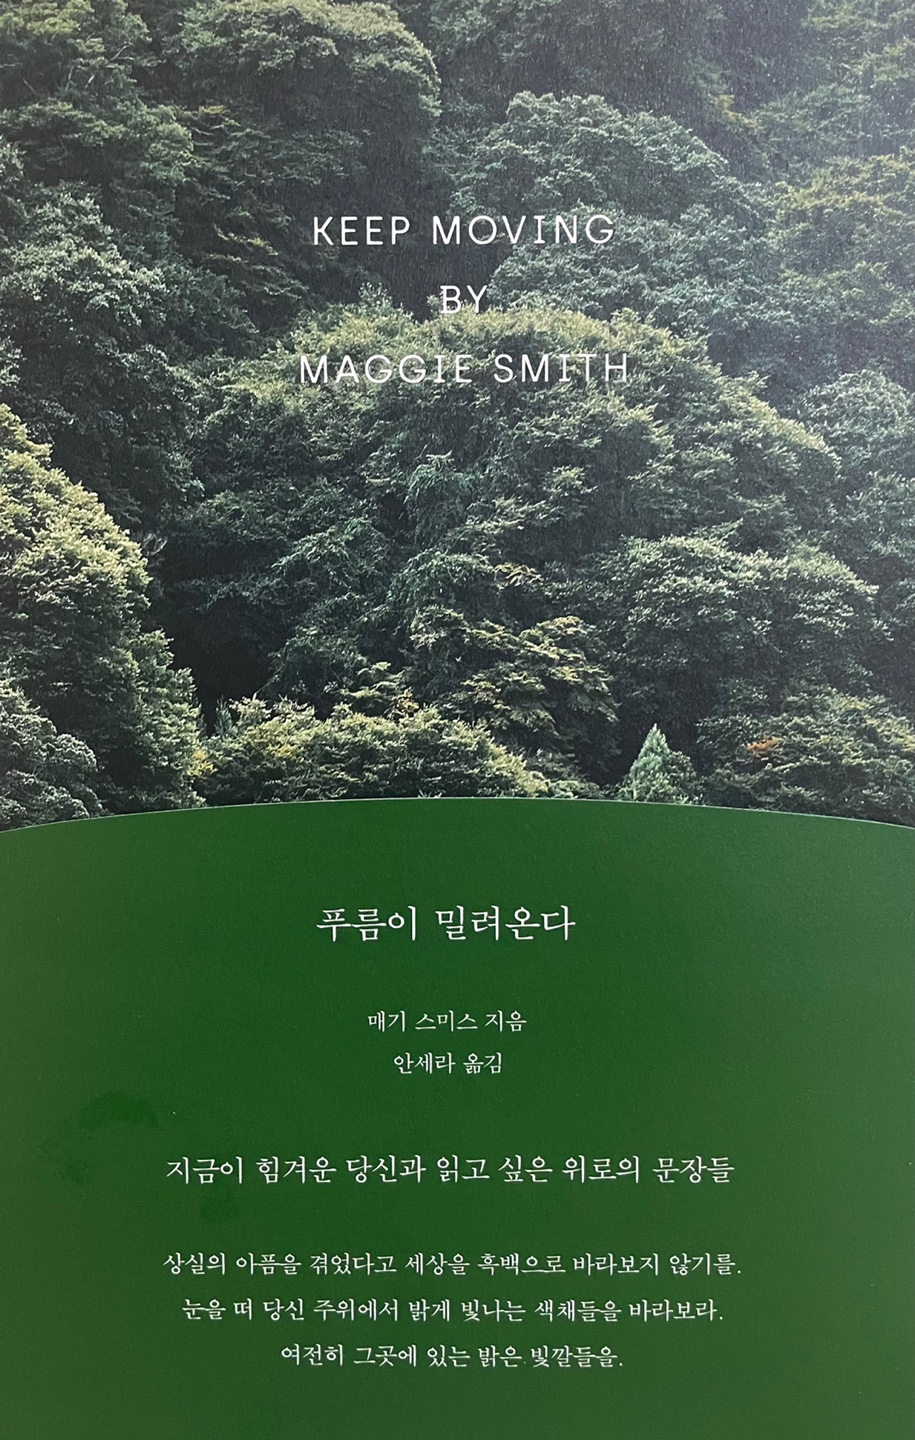 KEEP MOVING
BY
MAGGIE SMITH
푸름이 밀려온다
매기 스미스 지음
안세라 옮김
지금이 힘겨운 당신과 읽고 싶은 위로의 문장들
상실의 아픔을 겪었다고 세상을 흑백으로 바라보지 않기를.
눈을 떠 당신 주위에서 밝게 빛나는 색채들을 바라보라.
여전히 그곳에 있는 밝은 빛깔들을.